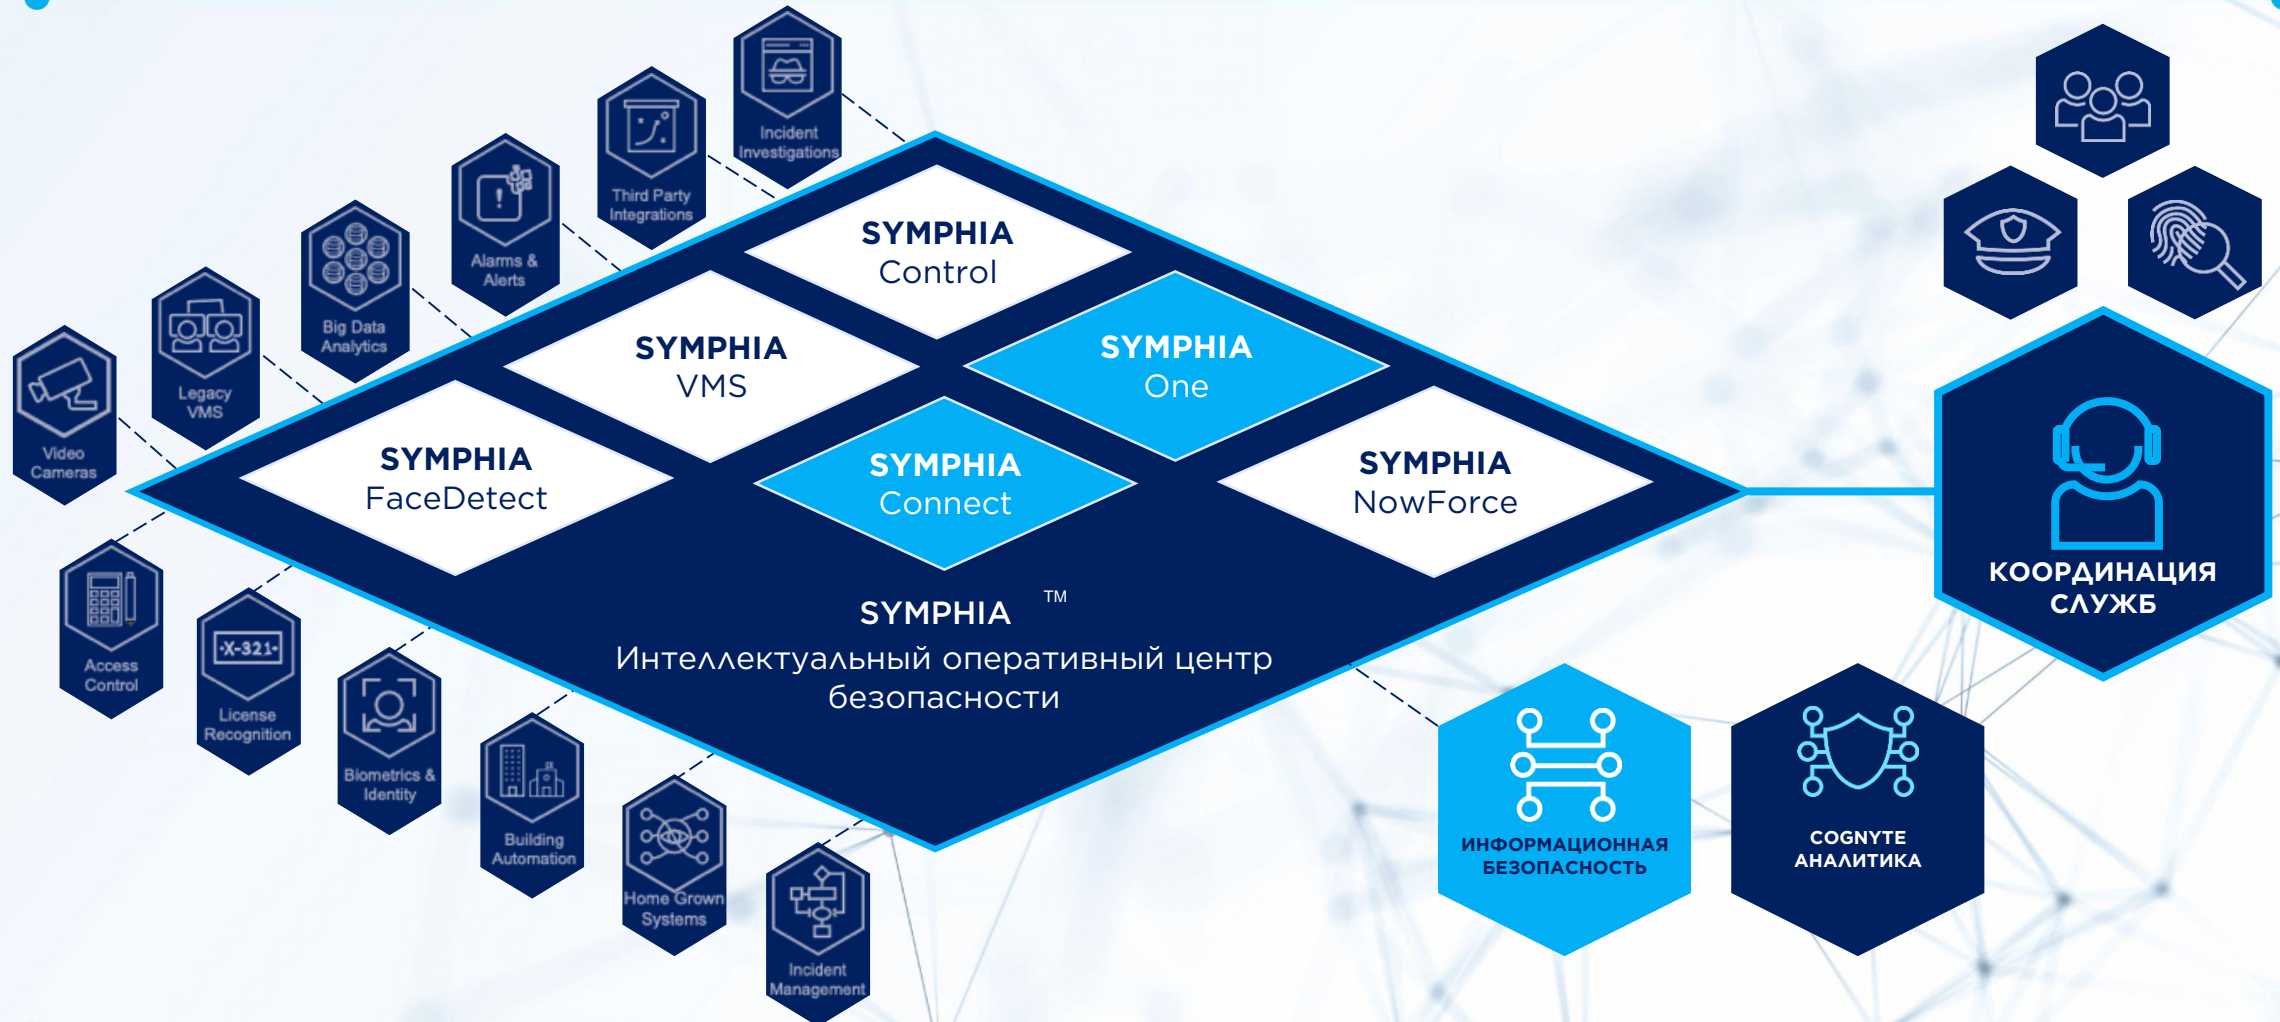 Incident
Investigations
Third Party
Integrations
Alarms &
Alerts
Big Data
Analytics
Legacy
VMS
Video
Cameras
SYMPHIA
Control
SYMPHIA
VMS
SYMPHIA
One
SYMPHIA
FaceDetect
SYMPHIA
Connect
SYMPHIA
NowForce
SYMPHIA TM
Интеллектуальный оперативный центр
безопасности
КООРДИНАЦИЯ
СЛУЖБ
Access
Control
·X-321·
License
Recognition
Biometrics &
Identity
Building
Automation
Home Grown
Systems
Incident
Management
ИНФОРМАЦИОННАЯ
БЕЗОПАСНОСТЬ
COGNYTE
АНАЛИТИКА